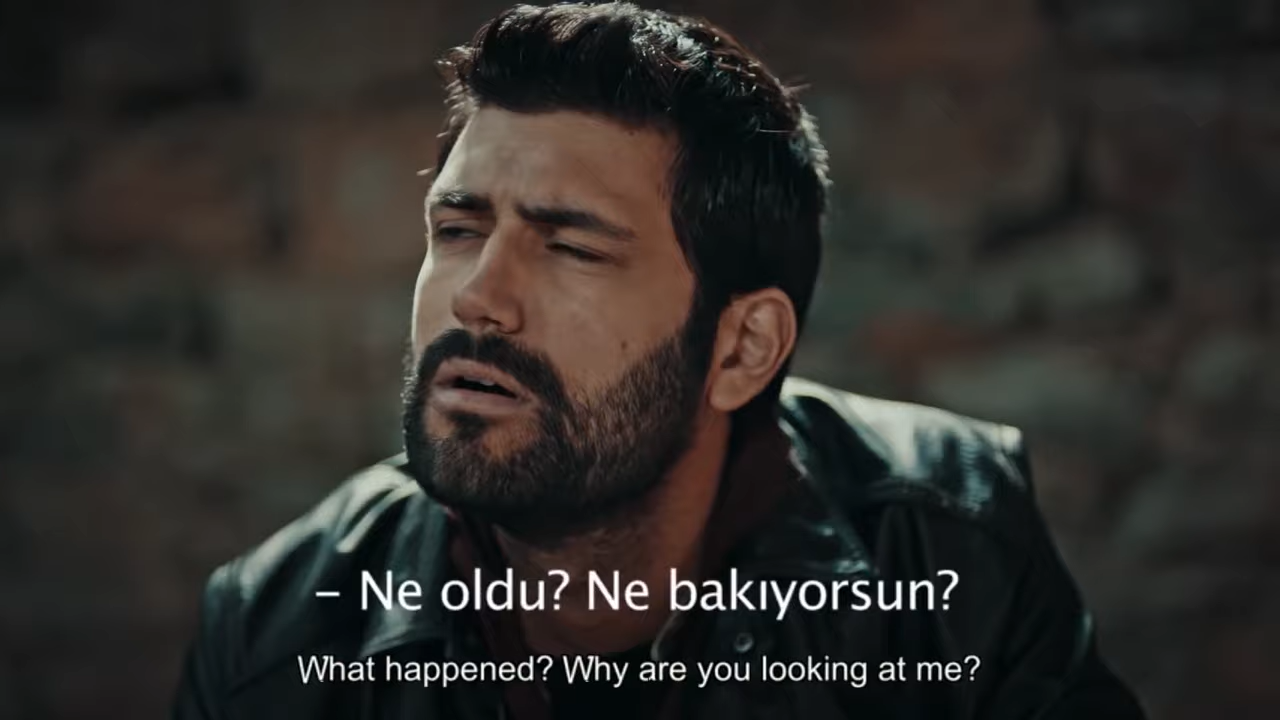 – Ne oldu? Ne bakıyorsun?
What happened? Why are you looking at me?